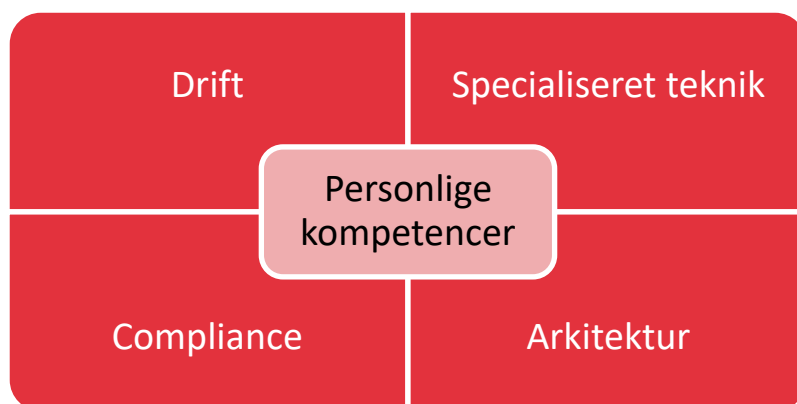 Drift
Specialiseret teknik
Personlige
kompetencer
Compliance
Arkitektur